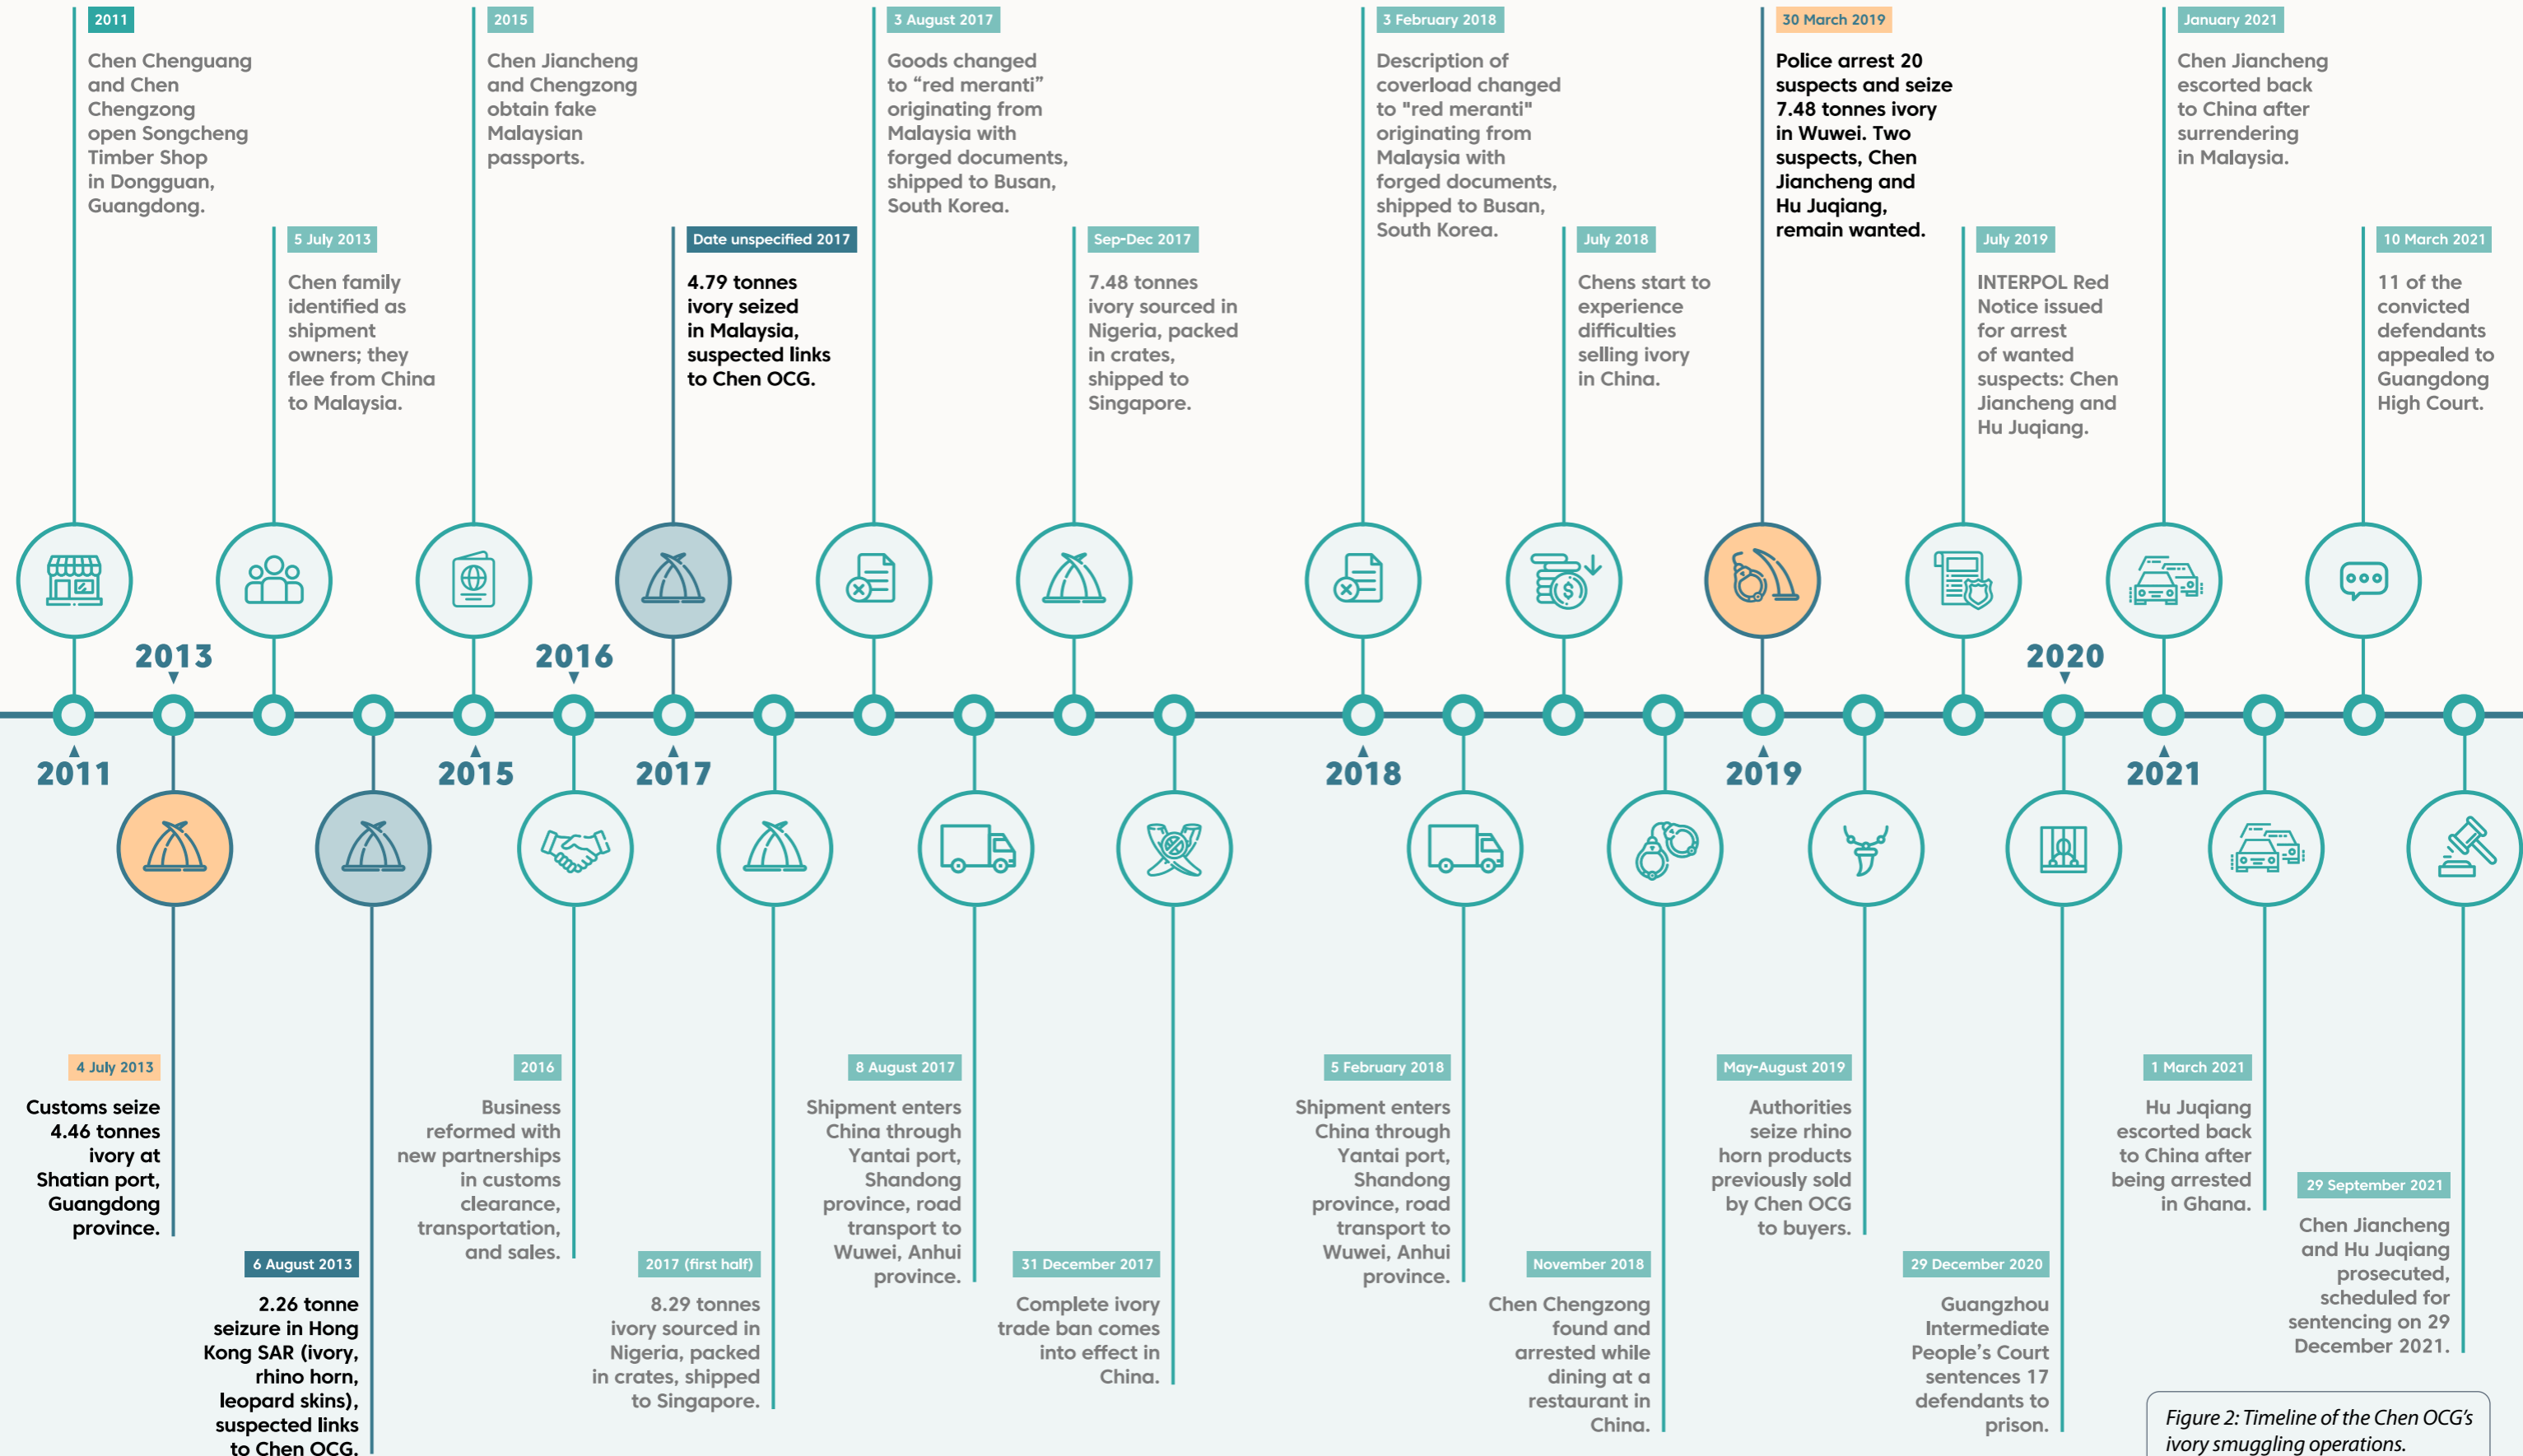 2011
Chen Chenguang
and Chen
Chengzong
open Songcheng
Timber Shop
in Dongguan,
Guangdong.
5 July 2013
Chen family
identified as
shipment
owners; they
flee from China
to Malaysia.
2015
Chen Jiancheng
and Chengzong
obtain fake
Malaysian
passports.
Date unspecified 2017
4.79 tonnes
ivory seized
in Malaysia,
suspected links
to Chen OCG.
3 August 2017
Goods changed
to “red meranti”
originating from
Malaysia with
forged documents,
shipped to Busan,
South Korea.
Sep-Dec 2017
7.48 tonnes
ivory sourced in
Nigeria, packed
in crates,
shipped to
Singapore.
3 February 2018
Description of
coverload changed
to "red meranti"
originating from
Malaysia with
forged documents,
shipped to Busan,
South Korea.
July 2018
Chens start to
experience
difficulties
selling ivory
in China.
30 March 2019
Police arrest 20
suspects and seize
7.48 tonnes ivory
in Wuwei. Two
suspects, Chen
Jiancheng and
Hu Juqiang,
remain wanted.
July 2019
INTERPOL Red
Notice issued
for arrest
of wanted
suspects: Chen
Jiancheng and
Hu Juqiang.
January 2021
Chen Jiancheng
escorted back
to China after
surrendering
in Malaysia.
10 March 2021
11 of the
convicted
defendants
appealed to
Guangdong
High Court.
2013
2016
2020
2011
2015
2017
2018
2019
2021
4 July 2013
Customs seize
4.46 tonnes
ivory at
Shatian port,
Guangdong
province.
6 August 2013
2.26 tonne
seizure in Hong
Kong SAR (ivory,
rhino horn,
leopard skins),
suspected links
to Chen OCG.
2016
Business
reformed with
new partnerships
in customs
clearance,
transportation,
and sales.
2017 (first half)
8.29 tonnes
ivory sourced in
Nigeria, packed
in crates, shipped
to Singapore.
8 August 2017
Shipment enters
China through
Yantai port,
Shandong
province, road
transport to
Wuwei, Anhui
province.
31 December 2017
Complete ivory
trade ban comes
into effect in
China.
5 February 2018
Shipment enters
China through
Yantai port,
Shandong
province, road
transport to
Wuwei, Anhui
province.
November 2018
Chen Chengzong
found and
arrested while
dining at a
restaurant in
China.
May-August 2019
Authorities
seize rhino
horn products
previously sold
by Chen OCG
to buyers.
29 December 2020
Guangzhou
Intermediate
People’s Court
sentences 17
defendants to
prison.
1 March 2021
Hu Juqiang
escorted back
to China after
being arrested
in Ghana.
29 September 2021
Chen Jiancheng
and Hu Juqiang
prosecuted,
scheduled for
sentencing on 29
December 2021.
Figure 2: Timeline of the Chen OCG's
ivory smuggling operations.